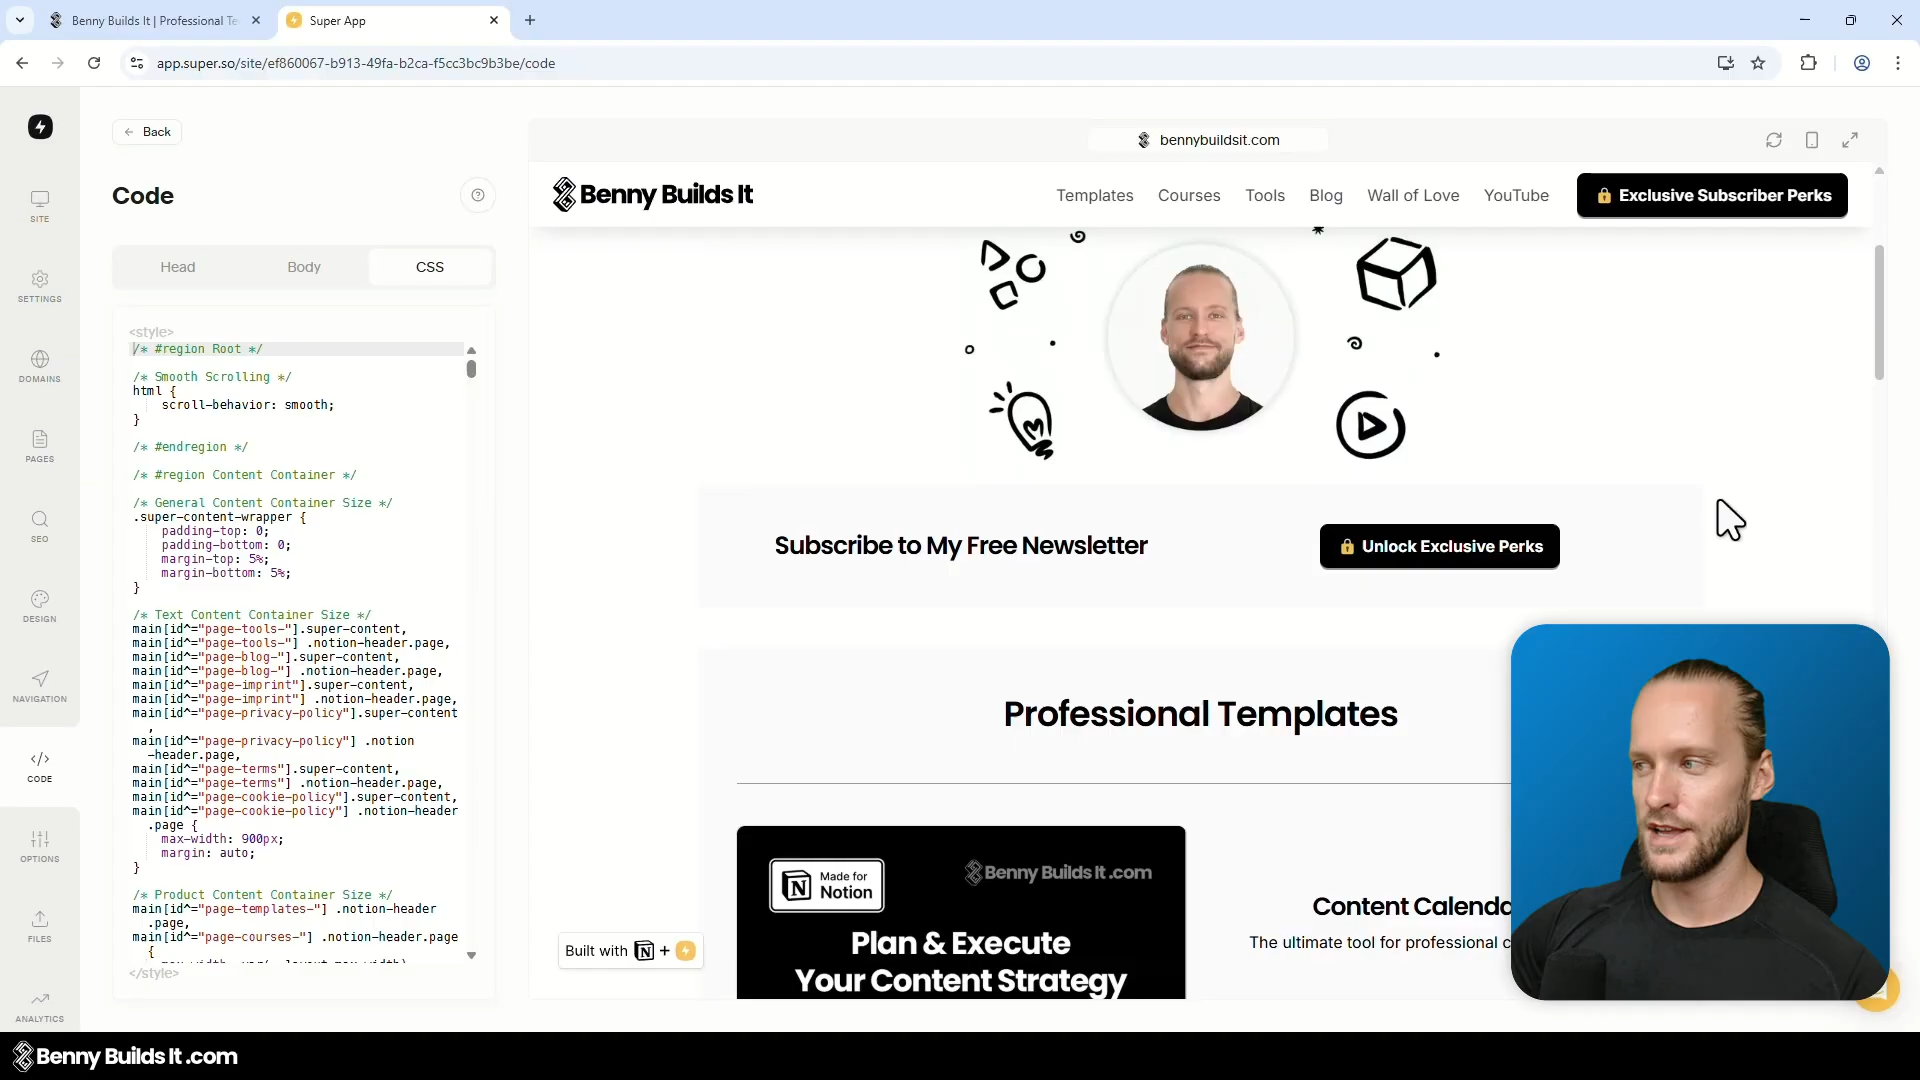 Benny Builds It | Professional Te
Super App
app.super.so/site/ef860067-b913-49fa-b2ca-f5cc3bc9b3be/code
Back
bennybuildsit.com
Code
SITE
SETTINGS
DOMAINS
PAGES
SEO
DESIGN
NAVIGATION
CODE
OPTIONS
FILES
ANALYTICS
Head
Body
CSS
<style>
/* #region Root */
/* Smooth Scrolling */
html {
scroll-behavior: smooth;
}
/* #endregion */
/* #region Content Container */
/* General Content Container Size */
.super-content-wrapper {
padding-top: 0;
padding-bottom: 0;
margin-top: 5%;
margin-bottom: 5%;
}
/* Text Content Container Size */
main[id^="page-tools-"].super-content,
main[id^="page-tools-"] .notion-header.page,
main[id^="page-blog-"].super-content,
main[id^="page-blog-"] .notion-header.page,
main[id^="page-imprint"].super-content,
main[id^="page-imprint"] .notion-header.page,
main[id^="page-privacy-policy"].super-content
,
main[id^="page-privacy-policy"] .notion
-header.page,
main[id^="page-terms"].super-content,
main[id^="page-terms"] .notion-header.page,
main[id^="page-cookie-policy"].super-content,
main[id^="page-cookie-policy"] .notion-header
.page {
max-width: 900px;
margin: auto;
}
/* Product Content Container Size */
main[id^="page-templates-"] .notion-header
.page,
main[id^="page-courses-"] .notion-header.page
{
</style>
Benny Builds It
Templates
Courses
Tools
Blog
Wall of Love
YouTube
Exclusive Subscriber Perks
Subscribe to My Free Newsletter
Unlock Exclusive Perks
Professional Templates
Made for
Notion
Benny Builds It .com
Plan & Execute
Your Content Strategy
Content Calenda
The ultimate tool for professional c
Built with
+
Benny Builds It .com